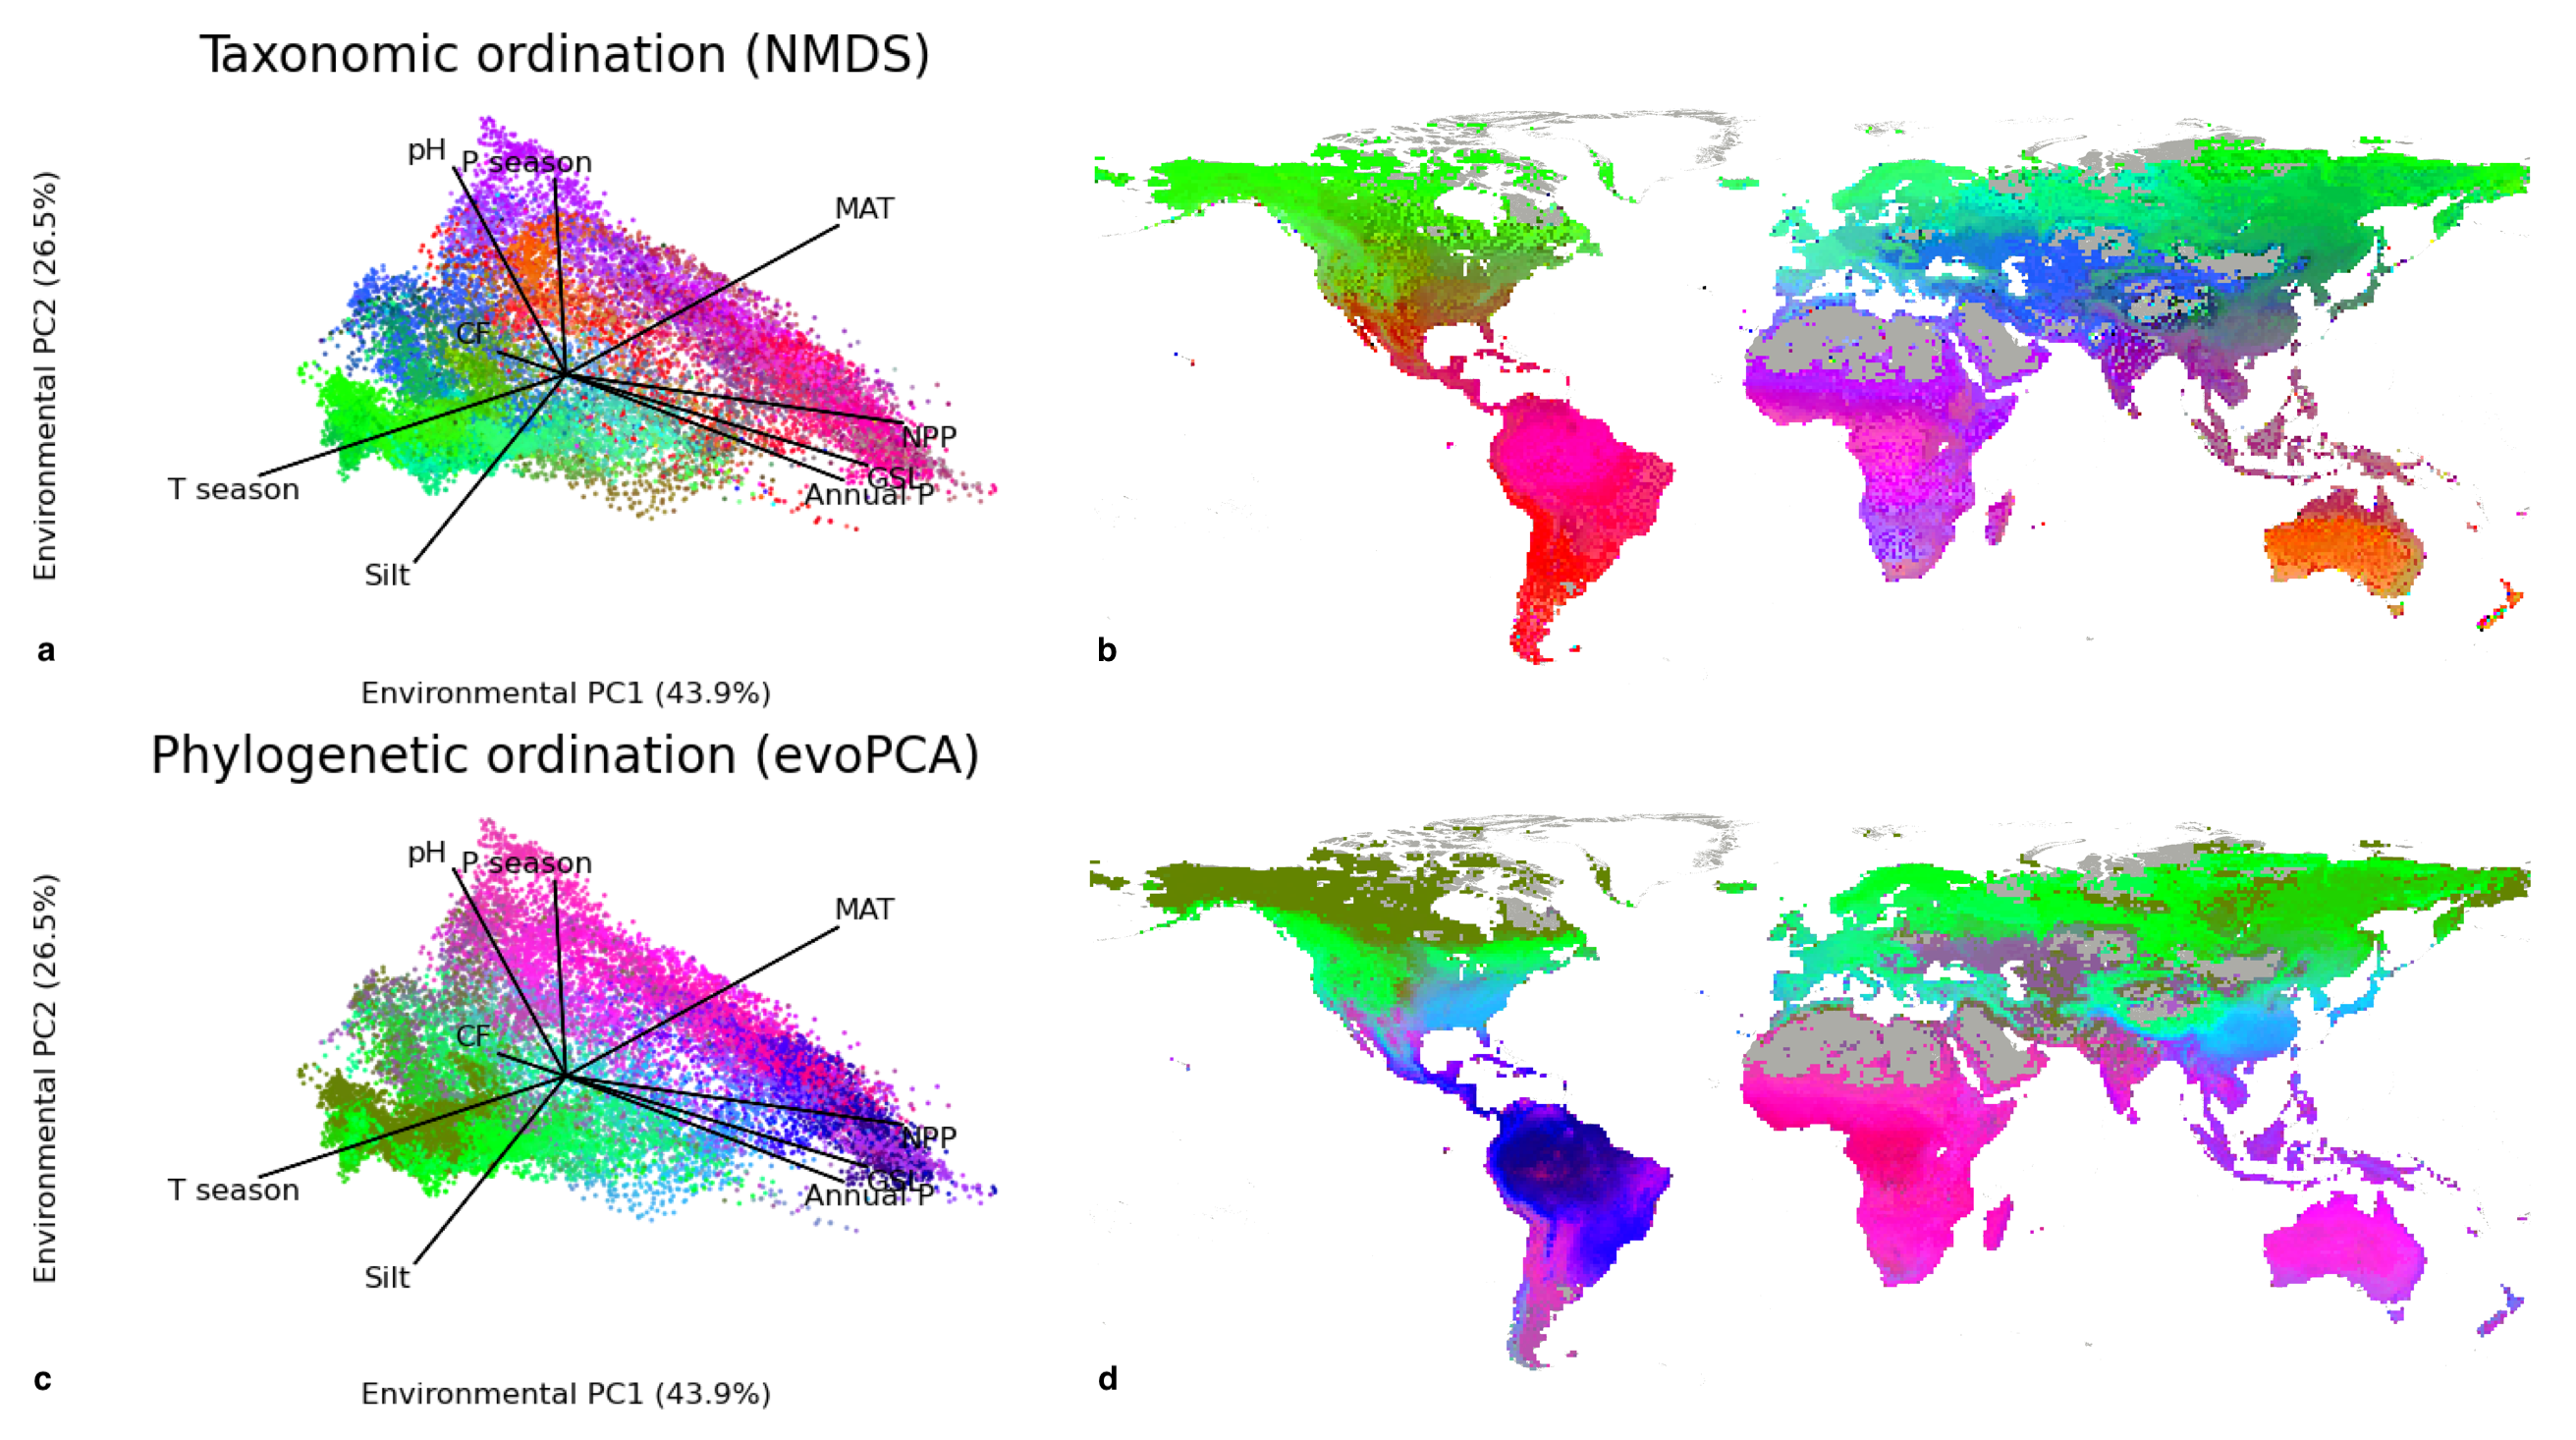 Taxonomic ordination (NMDS)
pH
P season
MAT
CF
NPP
GSL
Annual P
T season
Silt
Environmental PC2 (26.5%)
a
b
Environmental PC1 (43.9%)
Phylogenetic ordination (evoPCA)
pH
P season
MAT
CF
NPP
GSL
Annual P
T season
Silt
Environmental PC2 (26.5%)
c
d
Environmental PC1 (43.9%)